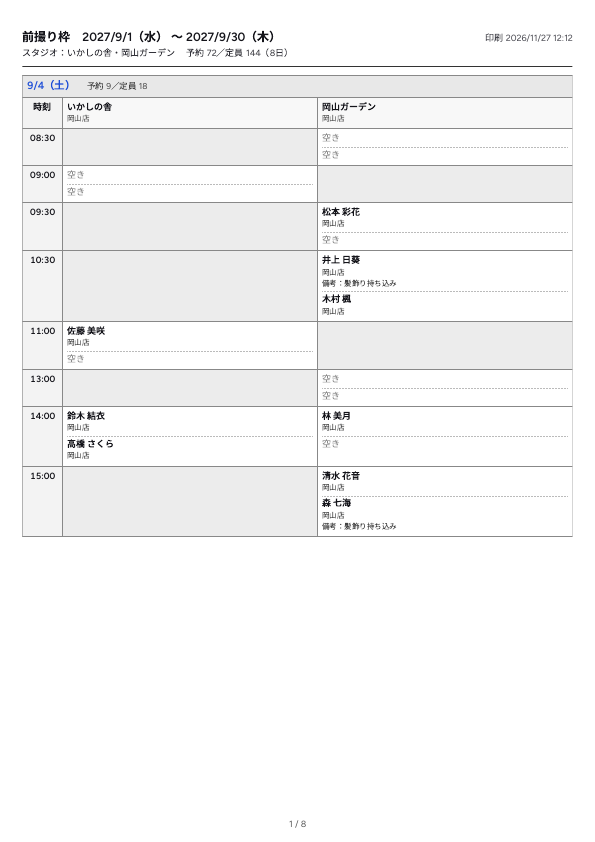 前撮り枠 2027/9/1（水） ～ 2027/9/30（木）
印刷 2026/11/27 12:12
スタジオ：いかしの舎・岡山ガーデン 予約 72／定員 144（8日）
9/4（土） 予約 9／定員 18
時刻 いかしの舎 岡山ガーデン
岡山店 岡山店
08:30 空き
空き
09:00 空き
空き
09:30 松本 彩花
岡山店
空き
10:30 井上 日葵
岡山店
備考：髪飾り持ち込み
木村 楓
岡山店
11:00 佐藤 美咲
岡山店
空き
13:00 空き
空き
14:00 鈴木 結衣 林 美月
岡山店 岡山店
高橋 さくら 空き
岡山店
15:00 清水 花音
岡山店
森 七海
岡山店
備考：髪飾り持ち込み
1 / 8